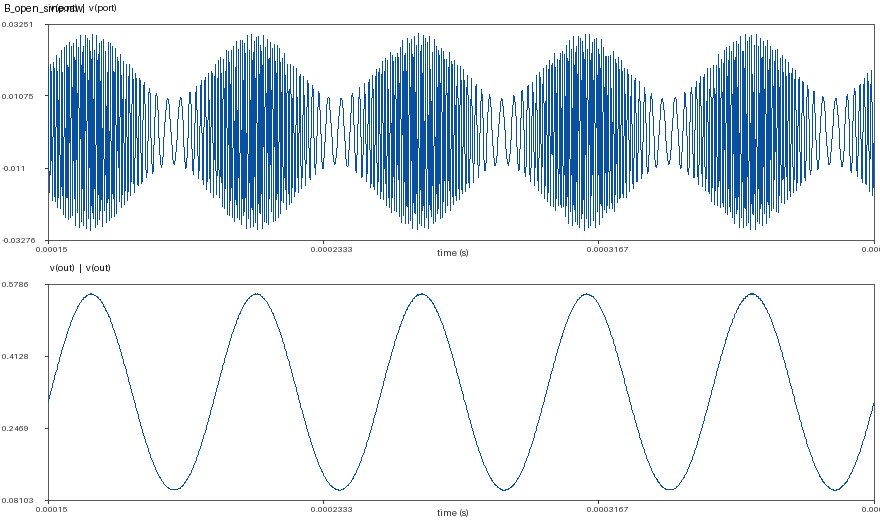 v(port) | v(port)
0.03251
0.01075
-0.011
-0.03276
0.00015 0.0002333 0.0003167
time (s)
v(out) | v(out)
0.5786
0.4128
0.2469
0.08103
0.00015 0.0002333 0.0003167
time (s)